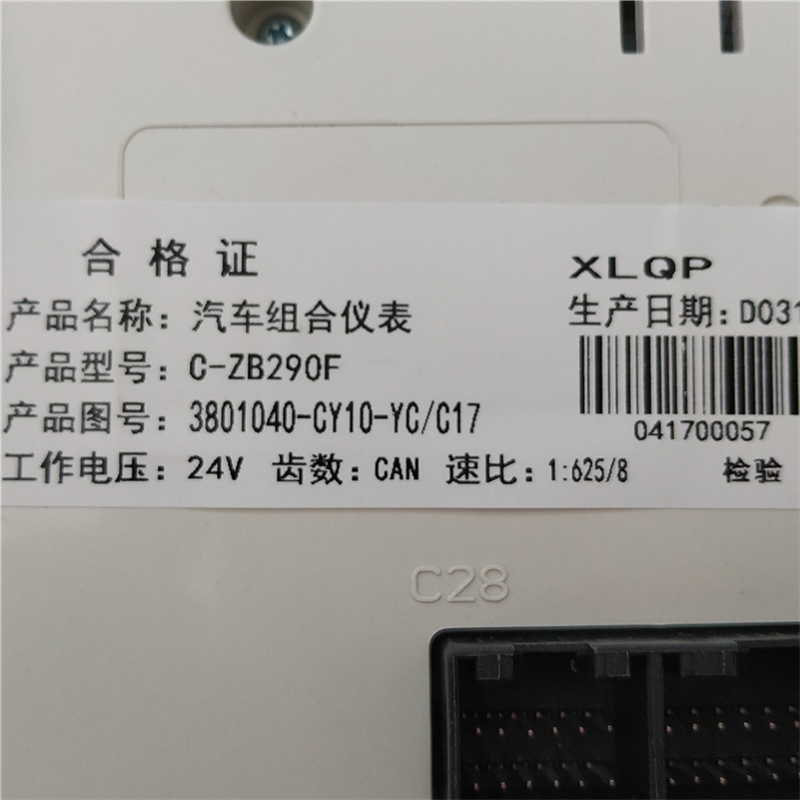 合格证 XLQP
产品名称：汽车组合仪表 生产日期：D031
产品型号：C-ZB290F
产品图号：3801040-CY10-YC/C17
041700057
工作电压：24V 齿数：CAN 速比：1:625/8 检验
C28